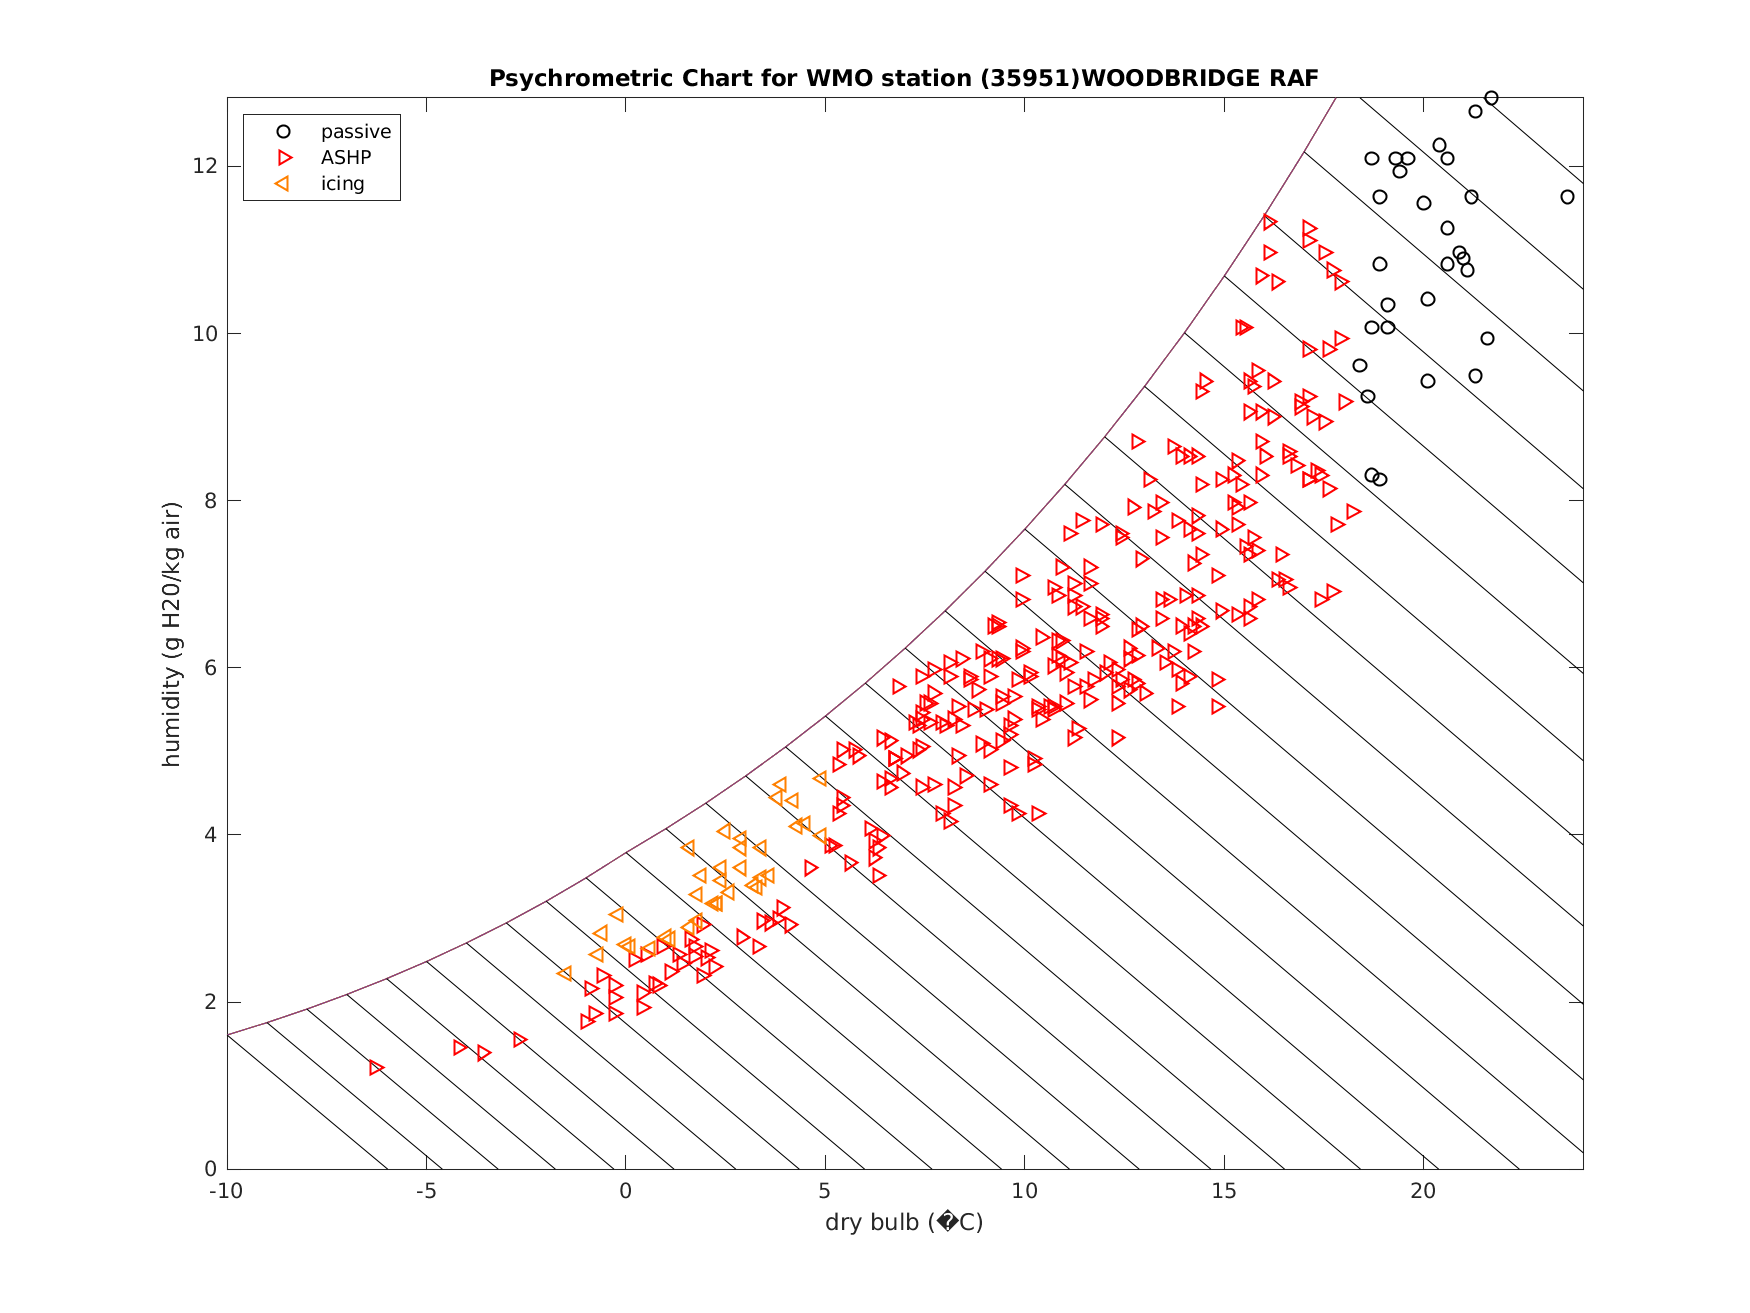 Psychrometric Chart for WMO station (35951)WOODBRIDGE RAF
passive
ASHP
icing
humidity (g H20/kg air)
12
10
8
6
4
2
0
-10 -5 0 5 10 15 20
dry bulb (�C)